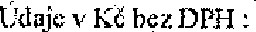 Údaje v Kč bez DPH :